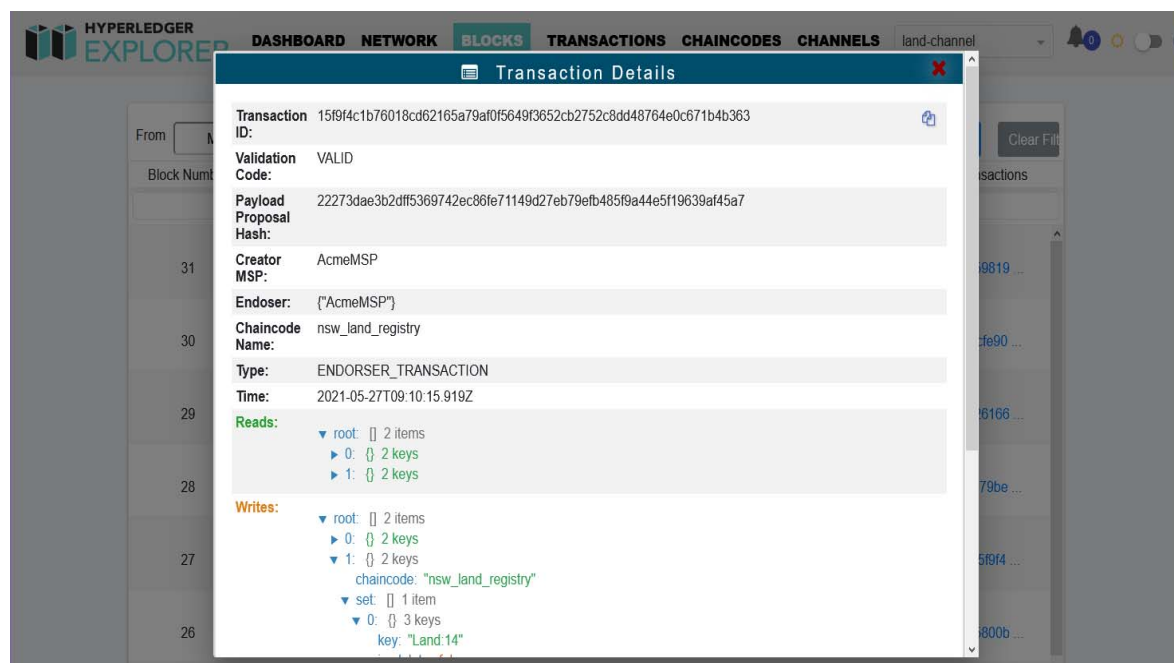 HYPERLEDGER
EXPLORER
DASHBOARD NETWORK BLOCKS TRANSACTIONS CHAINCODES CHANNELS land-channel 0
Transaction Details
From
Clear Filt
Transaction ID: 15f9f4c1b76018cd62165a79af0f5649f3652cb2752c8dd48764e0c671b4b363
Validation Code: VALID
Payload Proposal Hash: 22273dae3b2dff5369742ec86fe71149d27eb79efb485f9a44e5f19639af45a7
Creator MSP: AcmeMSP
Endoser: {"AcmeMSP"}
Chaincode Name: nsw_land_registry
Type: ENDORSER_TRANSACTION
Time: 2021-05-27T09:10:15.919Z
Reads:
root: [] 2 items
0: {} 2 keys
1: {} 2 keys
Writes:
root: [] 2 items
0: {} 2 keys
1: {} 2 keys
chaincode: "nsw_land_registry"
set: [] 1 item
0: {} 3 keys
key: "Land:14"
Block Numb
31
30
29
28
27
26
sactions
9819 ...
cfe90 ...
6166 ...
79be ...
5f9f4 ...
800b ...